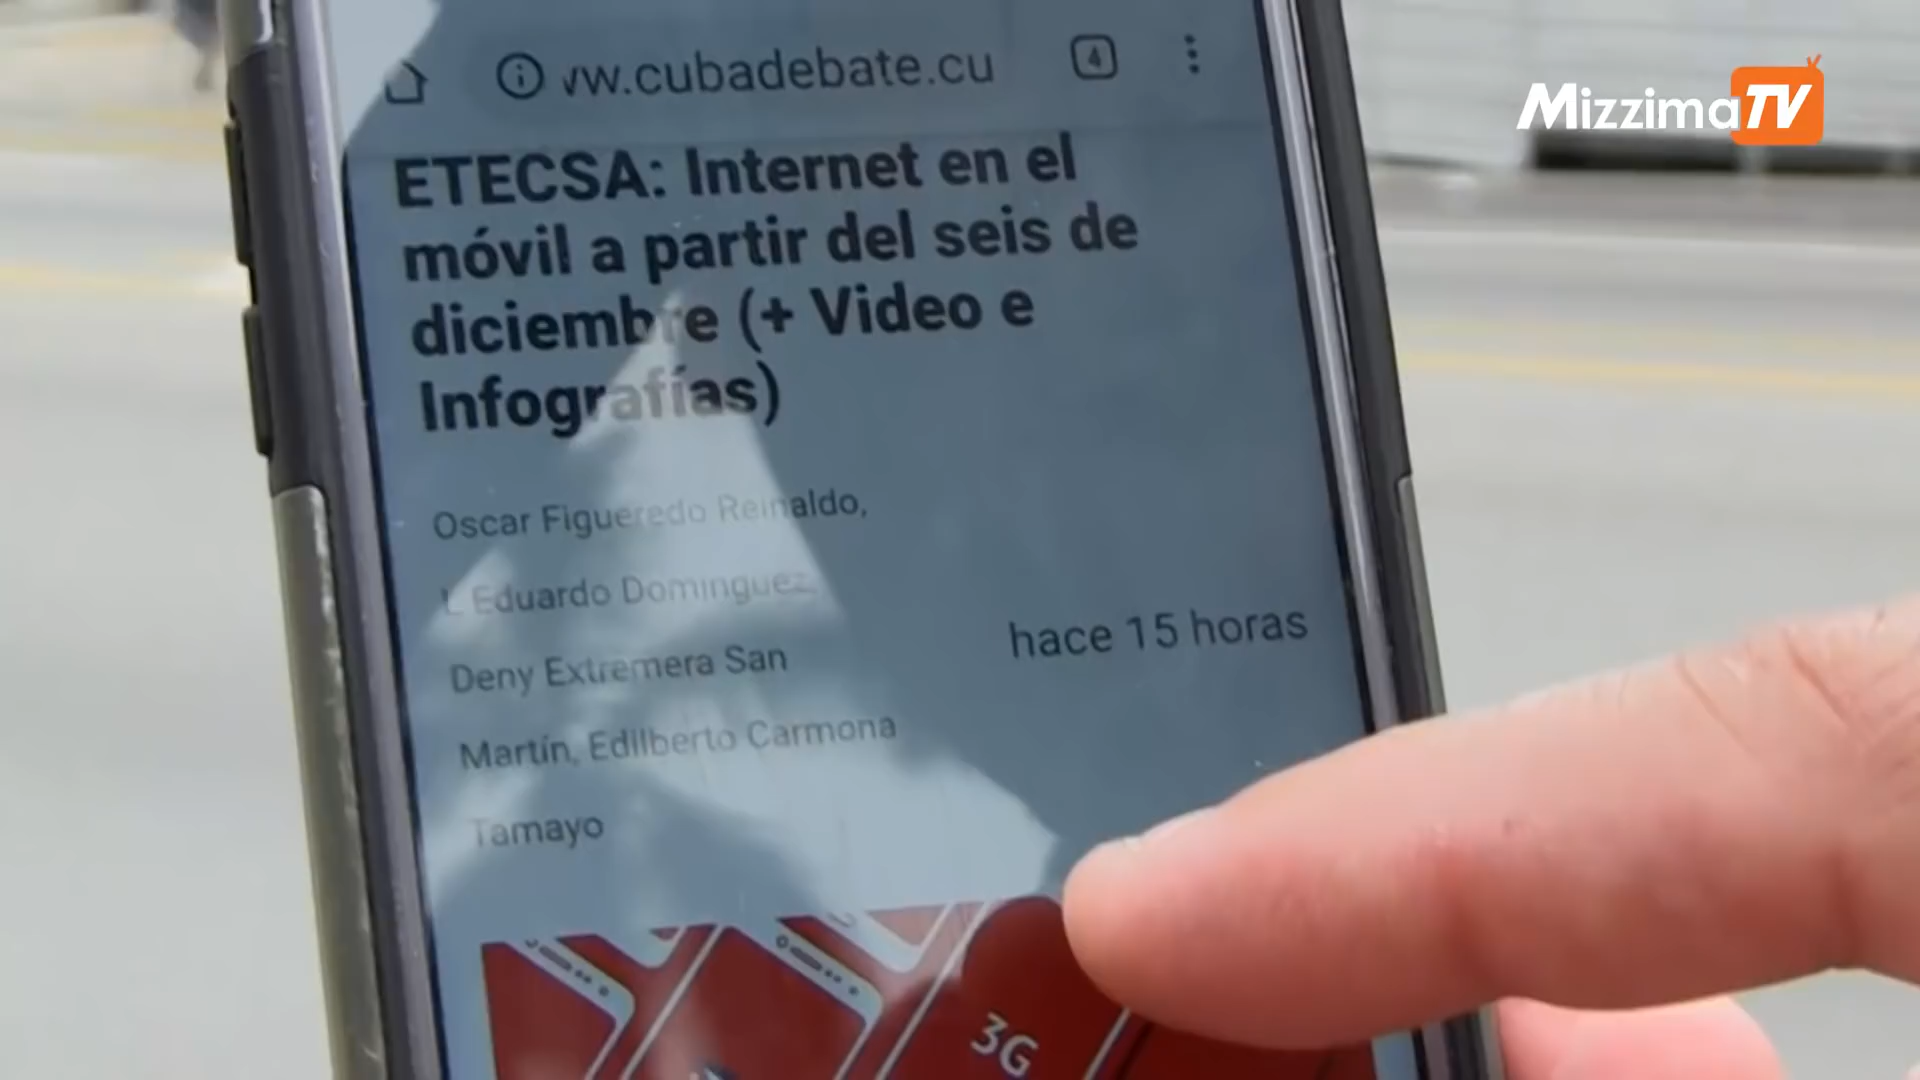 vw.cubadebate.cu
4
MizzimaTV
ETECSA: Internet en el
móvil a partir del seis de
diciembre (+ Video e
Infografías)
Oscar Figueredo Reinaldo,
L Eduardo Domínguez,
Deny Extremera San
hace 15 horas
Martín, Edilberto Carmona
Tamayo
3G